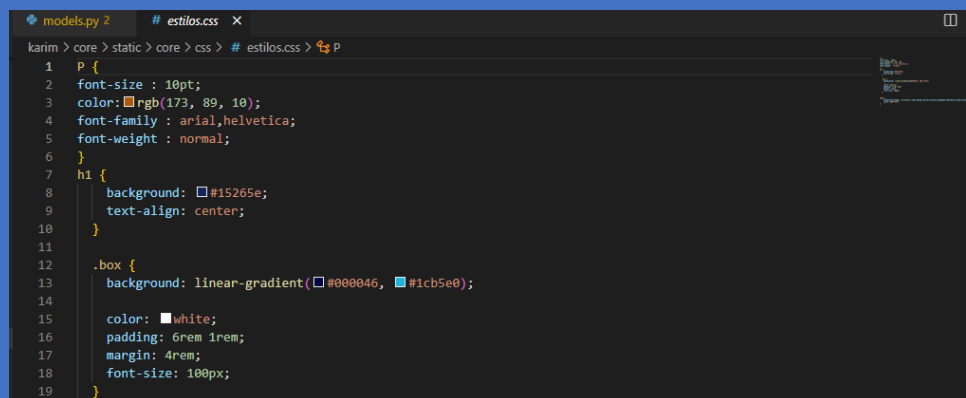 models.py 2 # estilos.css ×
karim > core > static > core > css > # estilos.css > P
1 P {
2 font-size : 10pt;
3 color: rgb(173, 89, 10);
4 font-family : arial,helvetica;
5 font-weight : normal;
6 }
7 h1 {
8 background: #15265e;
9 text-align: center;
10 }
11
12 .box {
13 background: linear-gradient(#000046, #1cb5e0);
14
15 color: white;
16 padding: 6rem 1rem;
17 margin: 4rem;
18 font-size: 100px;
19 }